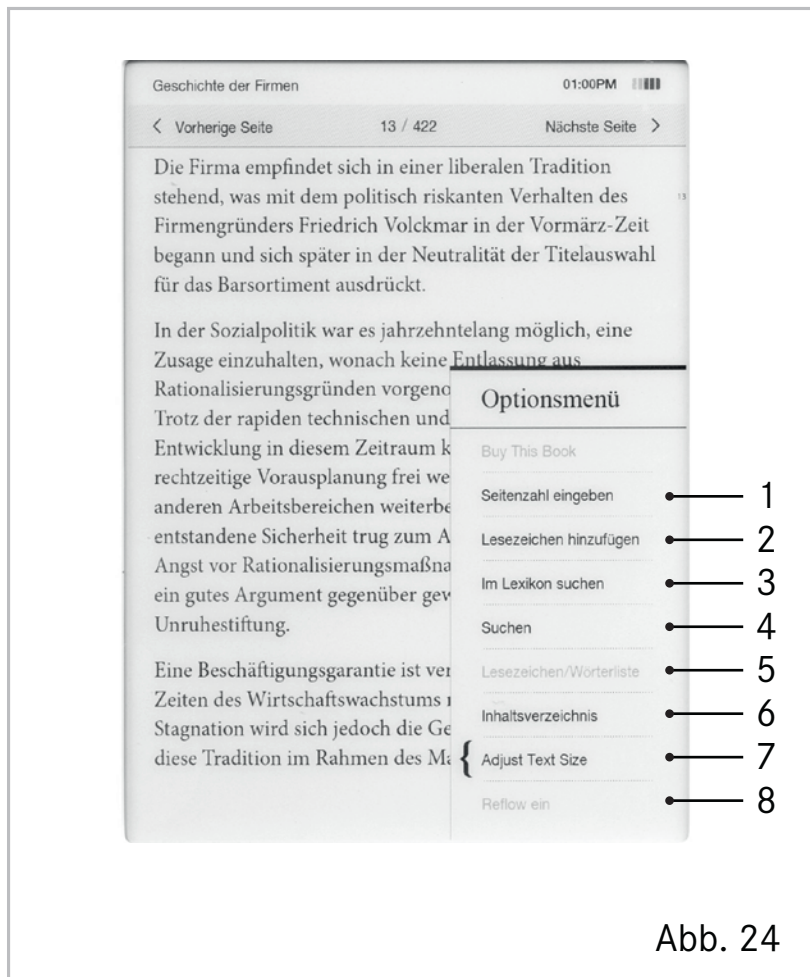 Geschichte der Firmen 01:00PM
< Vorherige Seite 13 / 422 Nächste Seite >
Die Firma empfindet sich in einer liberalen Tradition
stehend, was mit dem politisch riskanten Verhalten des
13
Firmengründers Friedrich Volckmar in der Vormärz-Zeit
begann und sich später in der Neutralität der Titelauswahl
für das Barsortiment ausdrückt.
In der Sozialpolitik war es jahrzehntelang möglich, eine
Zusage einzuhalten, wonach keine Entlassung aus
Rationalisierungsgründen vorgeno
Trotz der rapiden technischen und
Entwicklung in diesem Zeitraum k
rechtzeitige Vorausplanung frei we
anderen Arbeitsbereichen weiterbe
entstandene Sicherheit trug zum A
Angst vor Rationalisierungsmaßna
ein gutes Argument gegenüber gew
Unruhestiftung.
Eine Beschäftigungsgarantie ist ver
Zeiten des Wirtschaftswachstums
Stagnation wird sich jedoch die Ge
diese Tradition im Rahmen des Ma
Optionsmenü
Buy This Book
Seitenzahl eingeben 1
Lesezeichen hinzufügen 2
Im Lexikon suchen 3
Suchen 4
Lesezeichen/Wörterliste 5
Inhaltsverzeichnis 6
{ Adjust Text Size 7
Reflow ein 8
Abb. 24